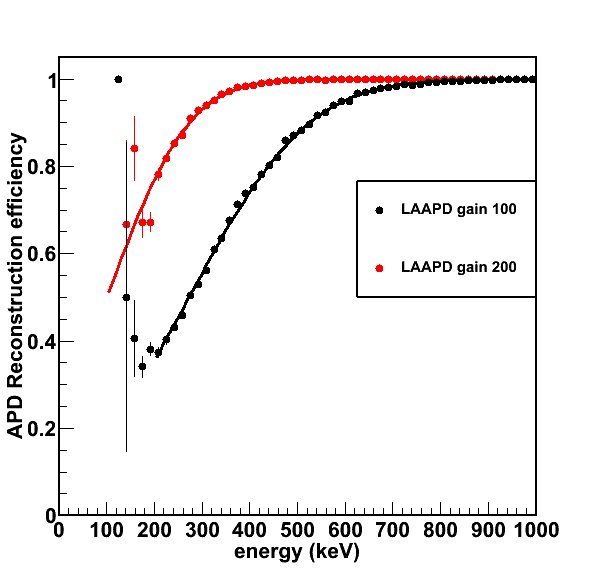 APD Reconstruction efficiency
1
0.8
0.6
0.4
0.2
0
LAAPD gain 100
LAAPD gain 200
0 100 200 300 400 500 600 700 800 900 1000
energy (keV)